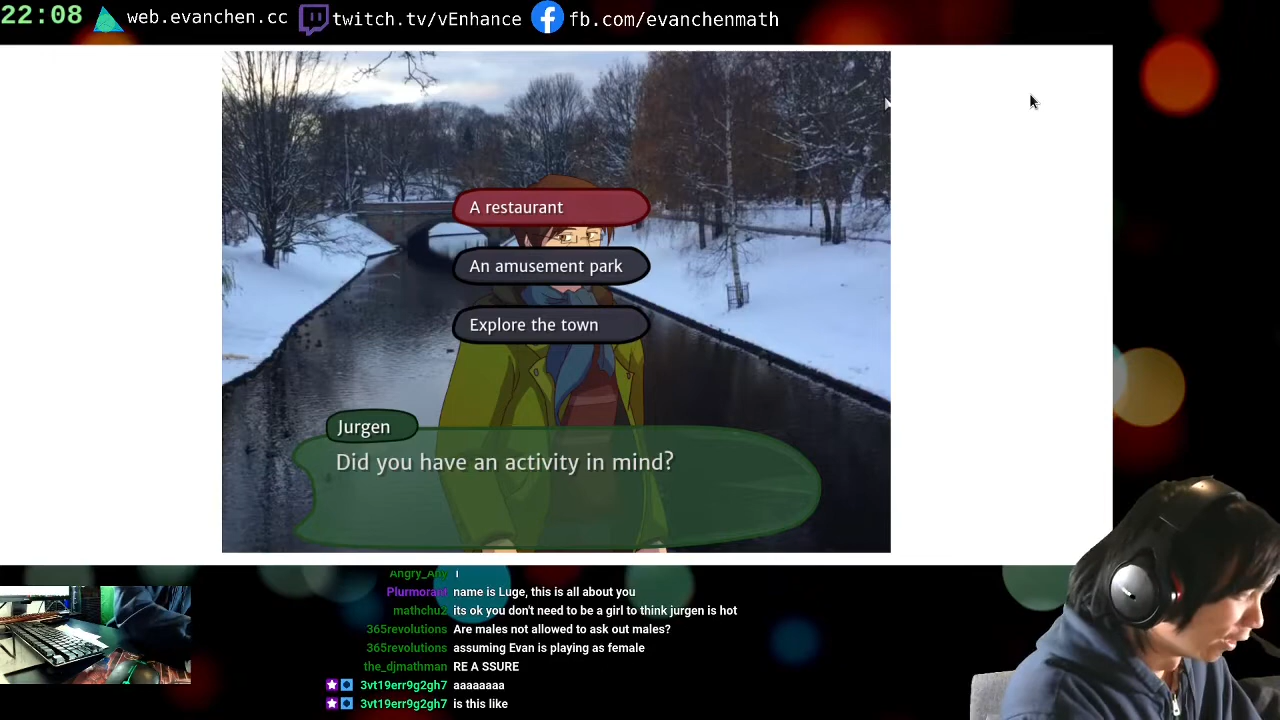 22:08 web.evanchen.cc twitch.tv/vEnhance fb.com/evanchenmath
A restaurant
An amusement park
Explore the town
Jurgen
Did you have an activity in mind?
Plurmorant name is Luge, this is all about you
mathchu2 its ok you don't need to be a girl to think jurgen is hot
365revolutions Are males not allowed to ask out males?
365revolutions assuming Evan is playing as female
the_djmathman RE A SSURE
3vt19err9g2gh7 aaaaaaaa
3vt19err9g2gh7 is this like